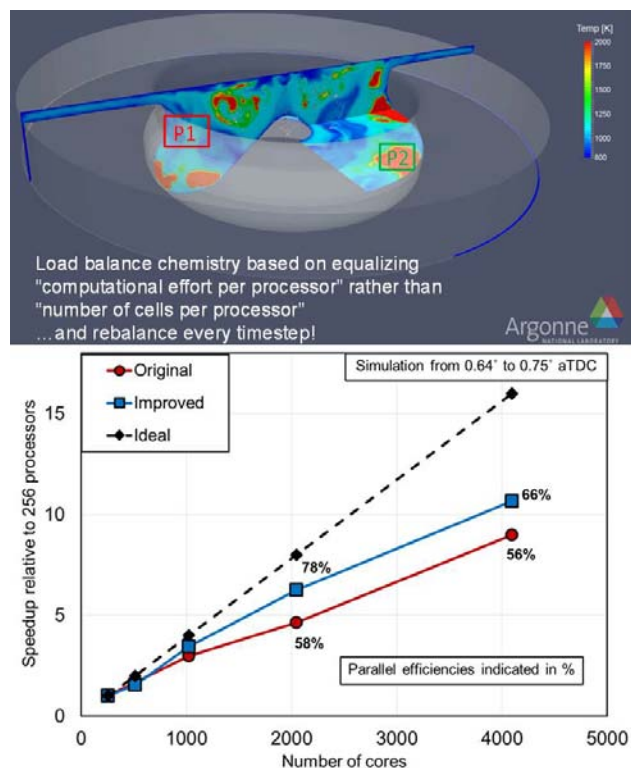 Temp [K]
2000
1750
1500
1250
1000
800
P1
P2
Load balance chemistry based on equalizing
"computational effort per processor" rather than
"number of cells per processor"
...and rebalance every timestep!
Argonne
NATIONAL LABORATORY
Original
Improved
Ideal
Simulation from 0.64˚ to 0.75˚ aTDC
Speedup relative to 256 processors
15
10
5
0
66%
56%
78%
58%
Parallel efficiencies indicated in %
0 1000 2000 3000 4000 5000
Number of cores